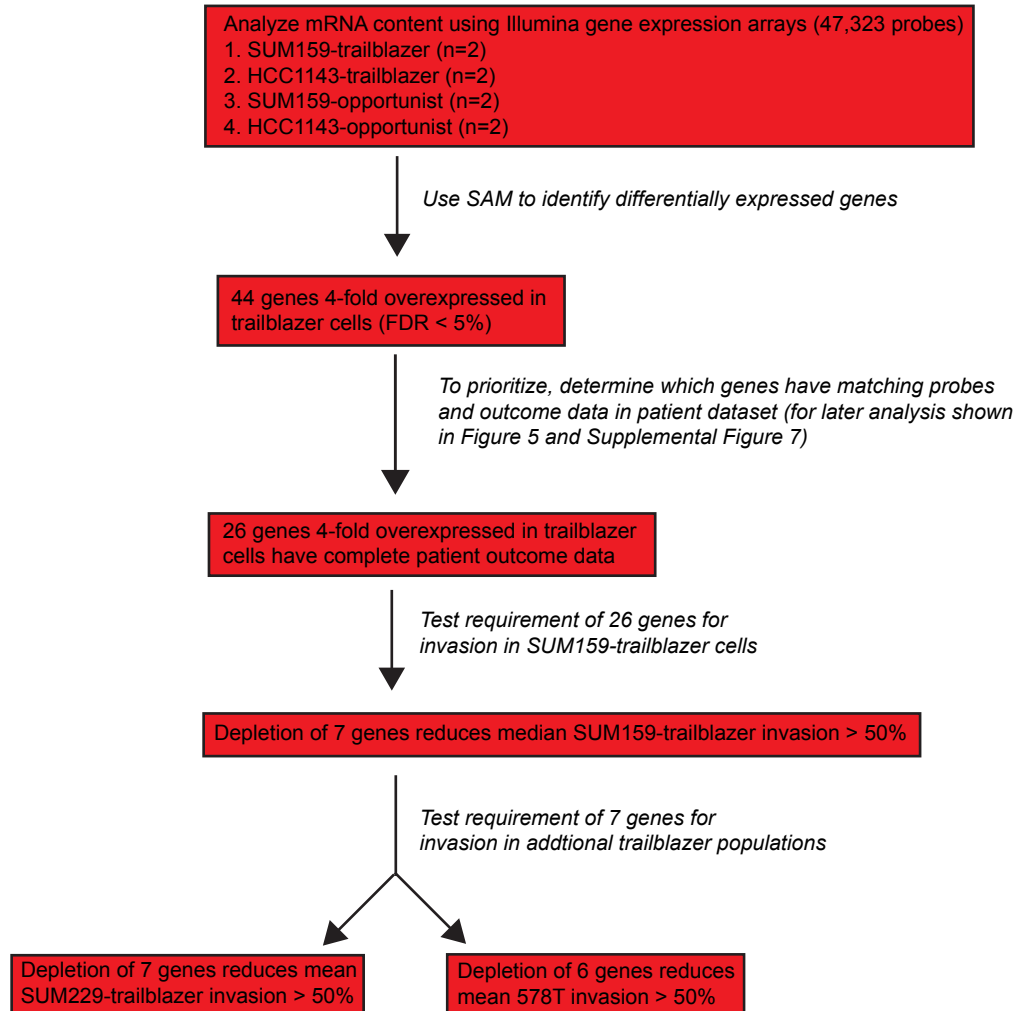 Analyze mRNA content using Illumina gene expression arrays (47,323 probes)
1. SUM159-trailblazer (n=2)
2. HCC1143-trailblazer (n=2)
3. SUM159-opportunist (n=2)
4. HCC1143-opportunist (n=2)
Use SAM to identify differentially expressed genes
44 genes 4-fold overexpressed in
trailblazer cells (FDR < 5%)
To prioritize, determine which genes have matching probes
and outcome data in patient dataset (for later analysis shown
in Figure 5 and Supplemental Figure 7)
26 genes 4-fold overexpressed in trailblazer
cells have complete patient outcome data
Test requirement of 26 genes for
invasion in SUM159-trailblazer cells
Depletion of 7 genes reduces median SUM159-trailblazer invasion > 50%
Test requirement of 7 genes for
invasion in addtional trailblazer populations
Depletion of 7 genes reduces mean
SUM229-trailblazer invasion > 50%
Depletion of 6 genes reduces
mean 578T invasion > 50%